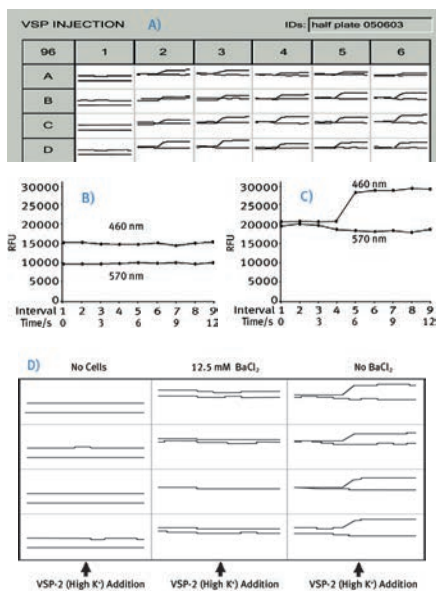 VSP INJECTION A) IDs: half plate 050603
96 1 2 3 4 5 6
A
B
C
D
B)
30000
25000
20000
15000
10000
5000
0
RFU
460 nm
570 nm
Interval 1 2 3 4 5 6 7 8 9
Time/s 0 3 6 9 12
C)
30000
25000
20000
15000
10000
5000
0
RFU
460 nm
570 nm
Interval 1 2 3 4 5 6 7 8 9
Time/s 0 3 6 9 12
D) No Cells 12.5 mM BaCl₂ No BaCl₂
VSP-2 (High K⁺) Addition VSP-2 (High K⁺) Addition VSP-2 (High K⁺) Addition